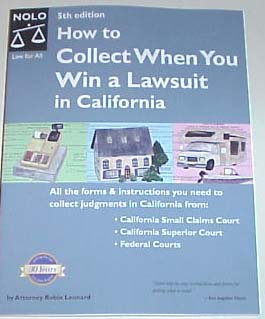 NOLO
Law for All
5th edition
How to
Collect When You
Win a Lawsuit
in California
All the forms & instructions you need to
collect judgments in California from:
• California Small Claims Court
• California Superior Court
• Federal Courts
30 Years
by Attorney Robin Leonard
— Los Angeles Times